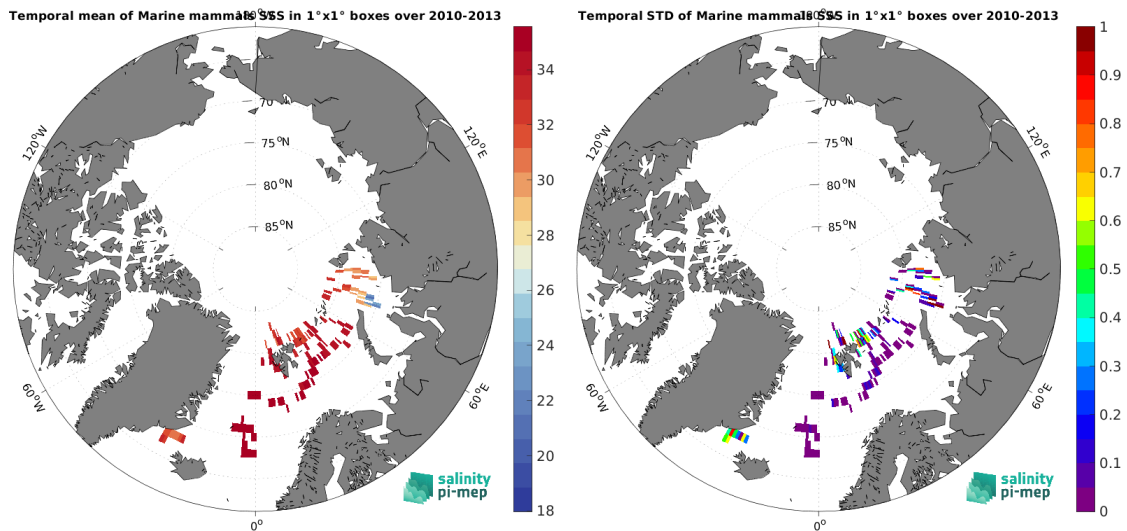 Temporal mean of Marine mammals SSS in 1°x1° boxes over 2010-2013
120°W
70
75°N
80°N
85°N
120°E
60°W
60°E
0°
34
32
30
28
26
24
22
20
18
salinity
pi-mep
Temporal STD of Marine mammals SSS in 1°x1° boxes over 2010-2013
120°W
70
75°N
80°N
85°N
120°E
60°W
60°E
0°
1
0.9
0.8
0.7
0.6
0.5
0.4
0.3
0.2
0.1
0
salinity
pi-mep